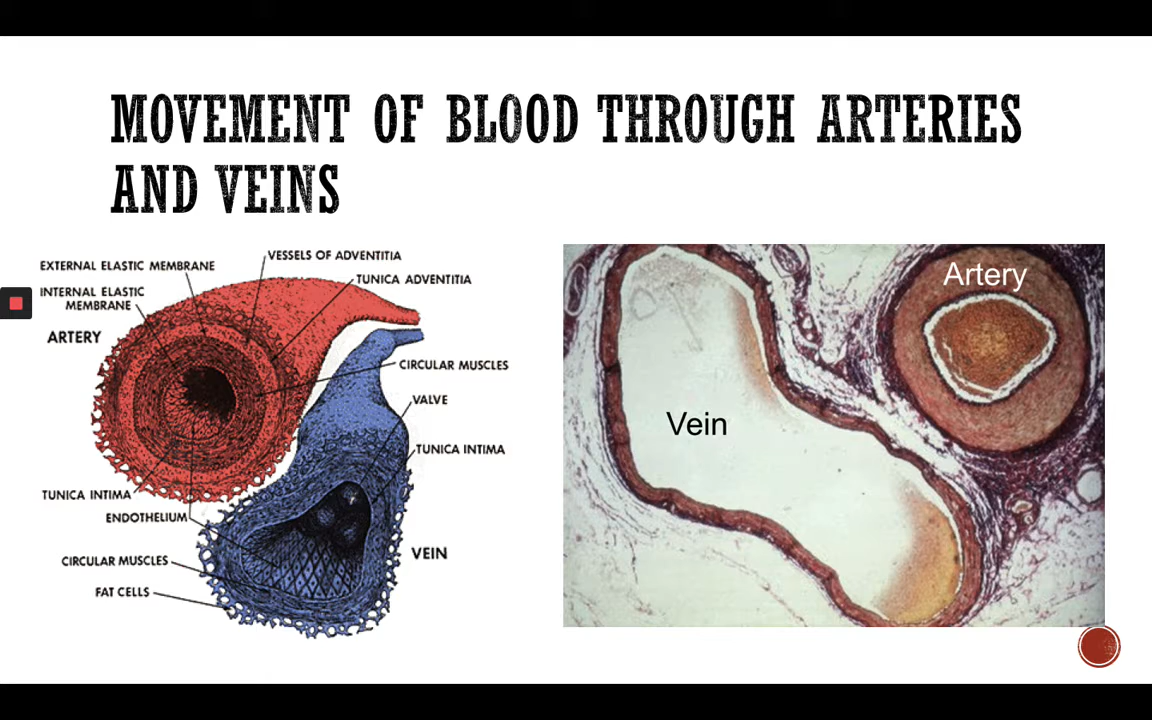 MOVEMENT OF BLOOD THROUGH ARTERIES
AND VEINS
EXTERNAL ELASTIC MEMBRANE
VESSELS OF ADVENTITIA
TUNICA ADVENTITIA
INTERNAL ELASTIC
MEMBRANE
ARTERY
CIRCULAR MUSCLES
VALVE
TUNICA INTIMA
TUNICA INTIMA
ENDOTHELIUM
CIRCULAR MUSCLES
VEIN
FAT CELLS
Artery
Vein